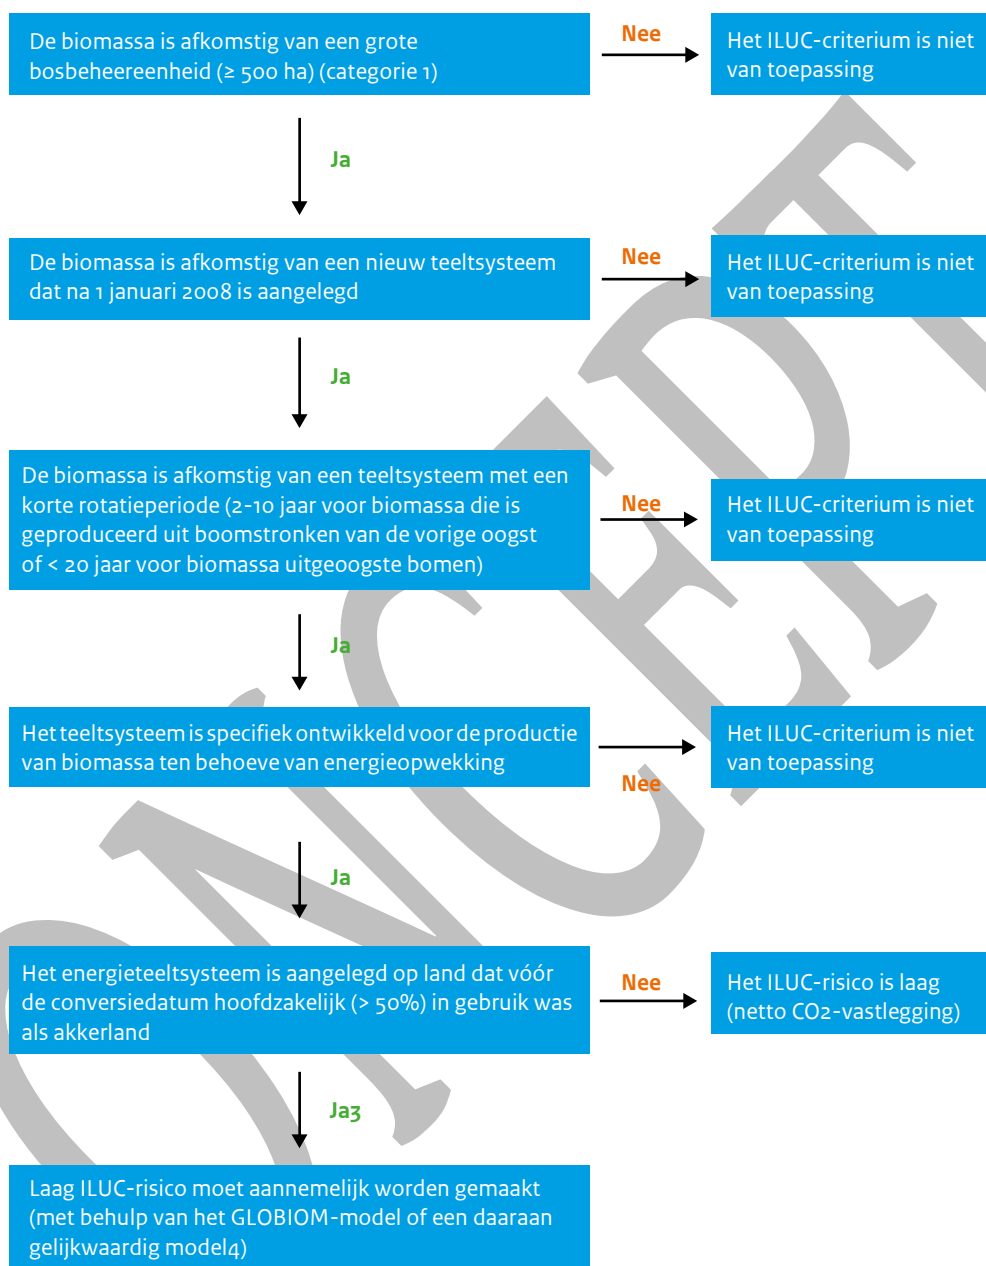 De biomassa is afkomstig van een grote
bosbeheereenheid (≥ 500 ha) (categorie 1)
Nee
Het ILUC-criterium is niet
van toepassing
Ja
De biomassa is afkomstig van een nieuw teeltsysteem
dat na 1 januari 2008 is aangelegd
Nee
Het ILUC-criterium is niet
van toepassing
Ja
De biomassa is afkomstig van een teeltsysteem met een
korte rotatieperiode (2-10 jaar voor biomassa die is
geproduceerd uit boomstronken van de vorige oogst
of < 20 jaar voor biomassa uitgeoogste bomen)
Nee
Het ILUC-criterium is niet
van toepassing
Ja
Het teeltsysteem is specifiek ontwikkeld voor de productie
van biomassa ten behoeve van energieopwekking
Nee
Het ILUC-criterium is niet
van toepassing
Ja
Het energieteeltsysteem is aangelegd op land dat vóór
de conversiedatum hoofdzakelijk (> 50%) in gebruik was
als akkerland
Nee
Het ILUC-risico is laag
(netto CO2-vastlegging)
Ja3
Laag ILUC-risico moet aannemelijk worden gemaakt
(met behulp van het GLOBIOM-model of een daaraan
gelijkwaardig model4)
CONCEPT